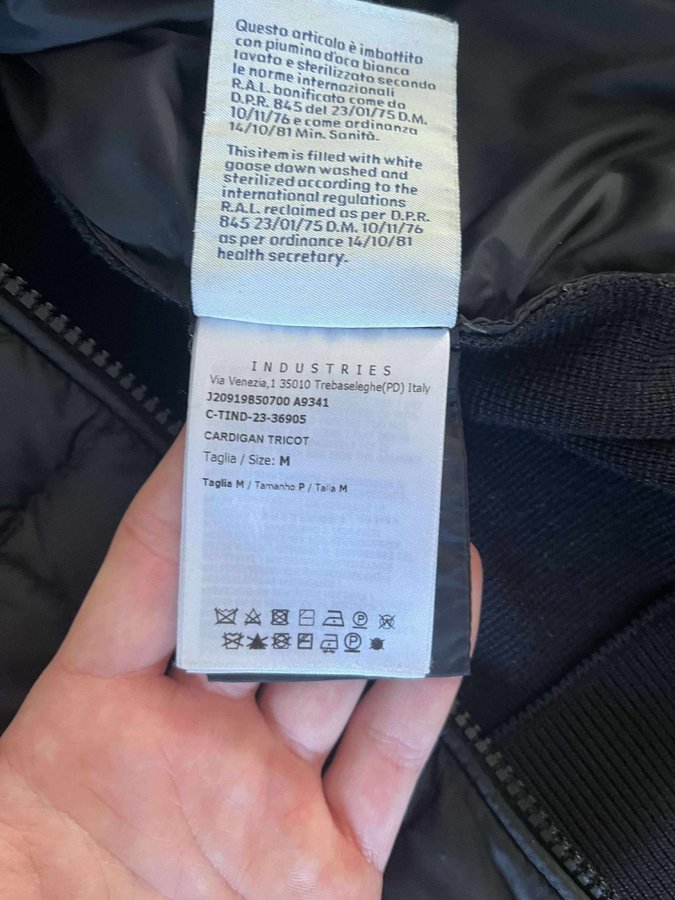 Questo articolo è imbottito
con piumino d'oca bianca
lavato e sterilizzato secondo
le norme internazionali
R.A.L. bonificato come da
D.P.R. 845 del 23/01/75 D.M.
10/11/76 e come ordinanza
14/10/81 Min. Sanità.
This item is filled with white
goose down washed and
sterilized according to the
international regulations
R.A.L. reclaimed as per D.P.R.
845 23/01/75 D.M. 10/11/76
as per ordinance 14/10/81
health secretary.
INDUSTRIES
Via Venezia,1 35010 Trebaseleghe(PD) Italy
J20919B50700 A9341
C-TIND-23-36905
CARDIGAN TRICOT
Taglia / Size: M
Taglia M / Tamanho P / Talla M